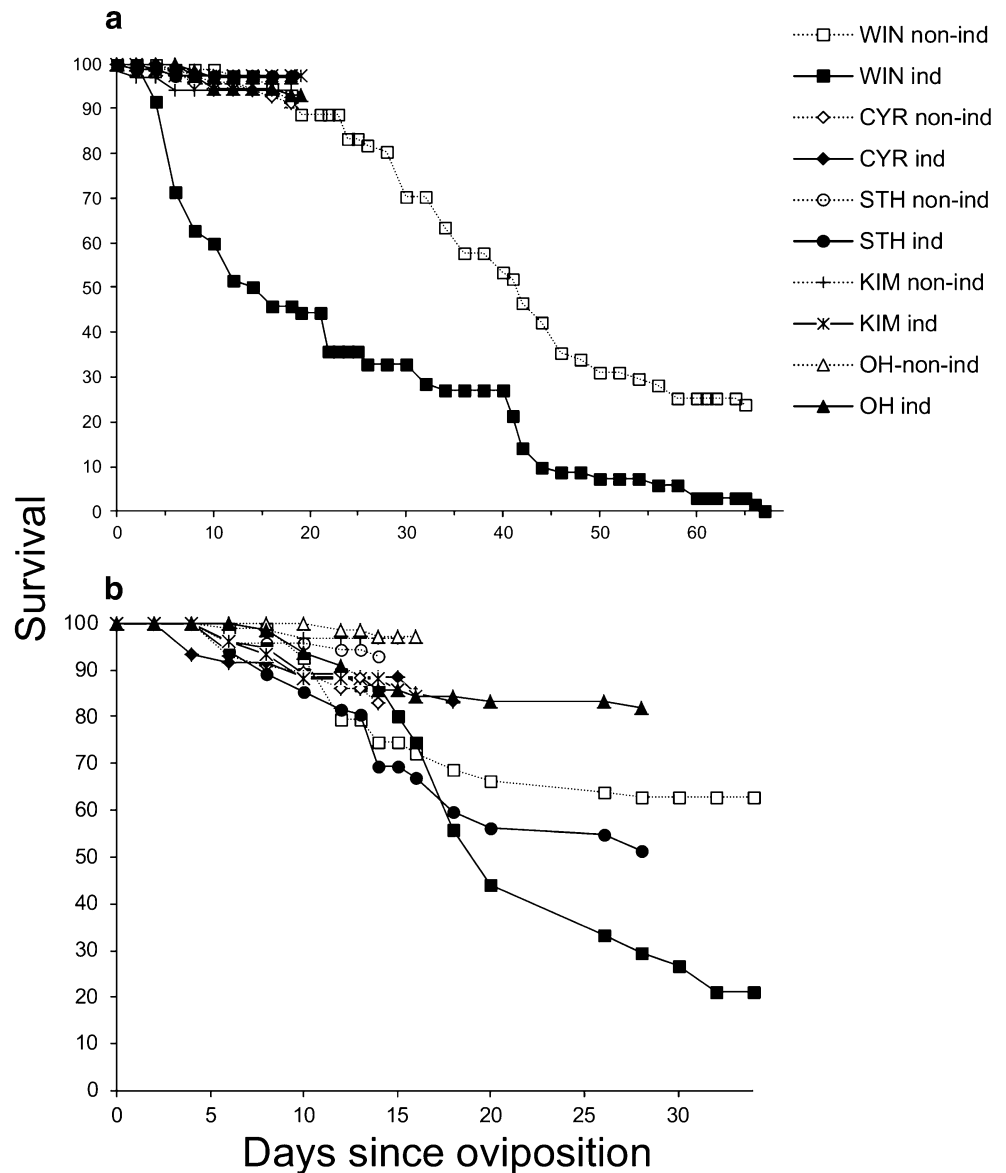 a
100
90
80
70
60
50
40
30
20
10
0
0 10 20 30 40 50 60
WIN non-ind
WIN ind
CYR non-ind
CYR ind
STH non-ind
STH ind
KIM non-ind
KIM ind
OH-non-ind
OH ind
Survival
b
100
90
80
70
60
50
40
30
20
10
0
0 5 10 15 20 30
Days since oviposition